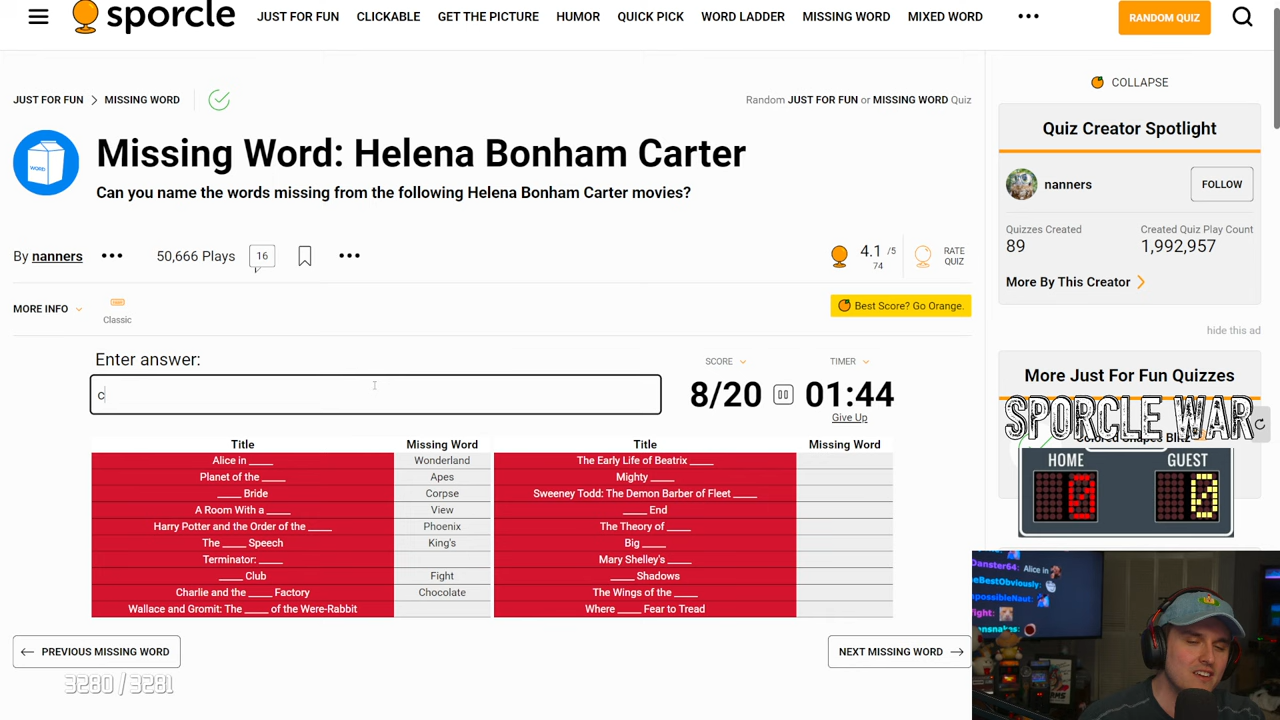 sporcle
JUST FOR FUN CLICKABLE GET THE PICTURE HUMOR QUICK PICK WORD LADDER MISSING WORD MIXED WORD ••• RANDOM QUIZ
JUST FOR FUN > MISSING WORD
Random JUST FOR FUN or MISSING WORD Quiz
WORD
Missing Word: Helena Bonham Carter
Can you name the words missing from the following Helena Bonham Carter movies?
By nanners ••• 50,666 Plays 16 •••
4.1 /5
74
RATE
QUIZ
MORE INFO
Classic
Best Score? Go Orange.
Enter answer:
c
SCORE
8/20
TIMER
01:44
Give Up
Title Missing Word Title Missing Word
Alice in _____ Wonderland The Early Life of Beatrix _____
Planet of the _____ Apes Mighty _____
_____ Bride Corpse Sweeney Todd: The Demon Barber of Fleet _____
A Room With a _____ View _____ End
Harry Potter and the Order of the _____ Phoenix The Theory of _____
The _____ Speech King's Big _____
Terminator: _____ Mary Shelley's _____
_____ Club Fight _____ Shadows
Charlie and the _____ Factory Chocolate The Wings of the _____
Wallace and Gromit: The _____ of the Were-Rabbit Where _____ Fear to Tread
← PREVIOUS MISSING WORD
NEXT MISSING WORD →
3280 / 3281
COLLAPSE
Quiz Creator Spotlight
nanners
FOLLOW
Quizzes Created
89
Created Quiz Play Count
1,992,957
More By This Creator >
hide this ad
More Just For Fun Quizzes
SPORCLE WAR
HOME GUEST
0 0
Danster64: Alice in
eBestObviously:
mpossibleNaut:
Fight: